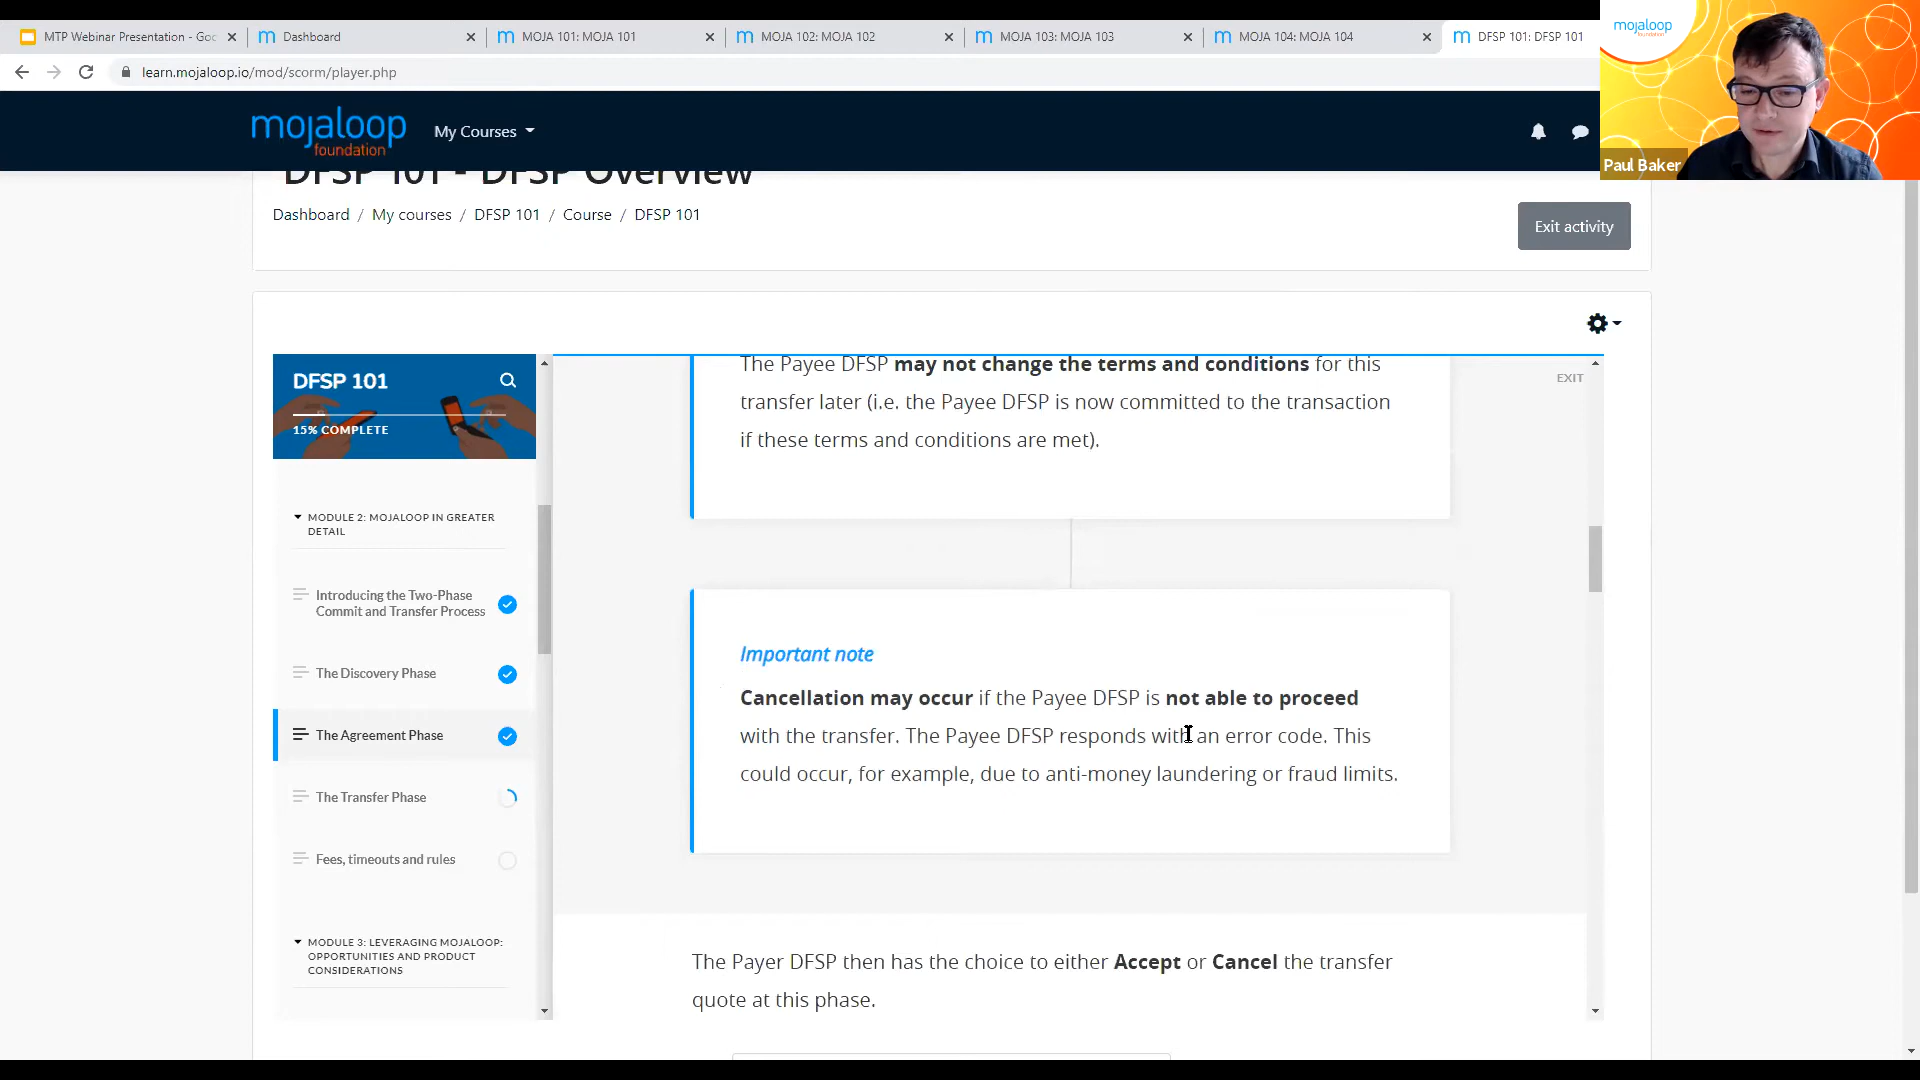 MTP Webinar Presentation - Goo
Dashboard
MOJA 101: MOJA 101
MOJA 102: MOJA 102
MOJA 103: MOJA 103
MOJA 104: MOJA 104
DFSP 101: DFSP 101
learn.mojaloop.io/mod/scorm/player.php
mojaloop
foundation
Paul Baker
mojaloop
foundation
My Courses
DFSP 101 - DFSP Overview
Dashboard / My courses / DFSP 101 / Course / DFSP 101
Exit activity
DFSP 101
15% COMPLETE
MODULE 2: MOJALOOP IN GREATER
DETAIL
Introducing the Two-Phase
Commit and Transfer Process
The Discovery Phase
The Agreement Phase
The Transfer Phase
Fees, timeouts and rules
MODULE 3: LEVERAGING MOJALOOP:
OPPORTUNITIES AND PRODUCT
CONSIDERATIONS
EXIT
The Payee DFSP may not change the terms and conditions for this
transfer later (i.e. the Payee DFSP is now committed to the transaction
if these terms and conditions are met).
Important note
Cancellation may occur if the Payee DFSP is not able to proceed
with the transfer. The Payee DFSP responds with an error code. This
could occur, for example, due to anti-money laundering or fraud limits.
The Payer DFSP then has the choice to either Accept or Cancel the transfer
quote at this phase.